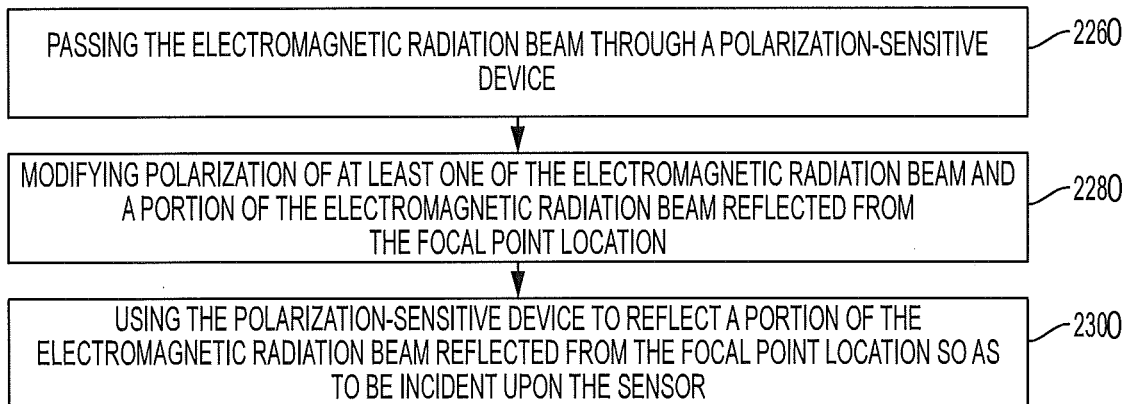 PASSING THE ELECTROMAGNETIC RADIATION BEAM THROUGH A POLARIZATION-SENSITIVE
DEVICE
2260
MODIFYING POLARIZATION OF AT LEAST ONE OF THE ELECTROMAGNETIC RADIATION BEAM AND
A PORTION OF THE ELECTROMAGNETIC RADIATION BEAM REFLECTED FROM
THE FOCAL POINT LOCATION
2280
USING THE POLARIZATION-SENSITIVE DEVICE TO REFLECT A PORTION OF THE
ELECTROMAGNETIC RADIATION BEAM REFLECTED FROM THE FOCAL POINT LOCATION SO AS
TO BE INCIDENT UPON THE SENSOR
2300